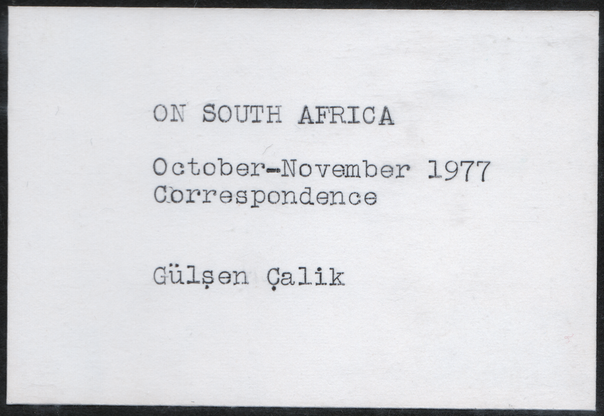 ON SOUTH AFRICA
October-November 1977
Correspondence
Gülşen Çalik